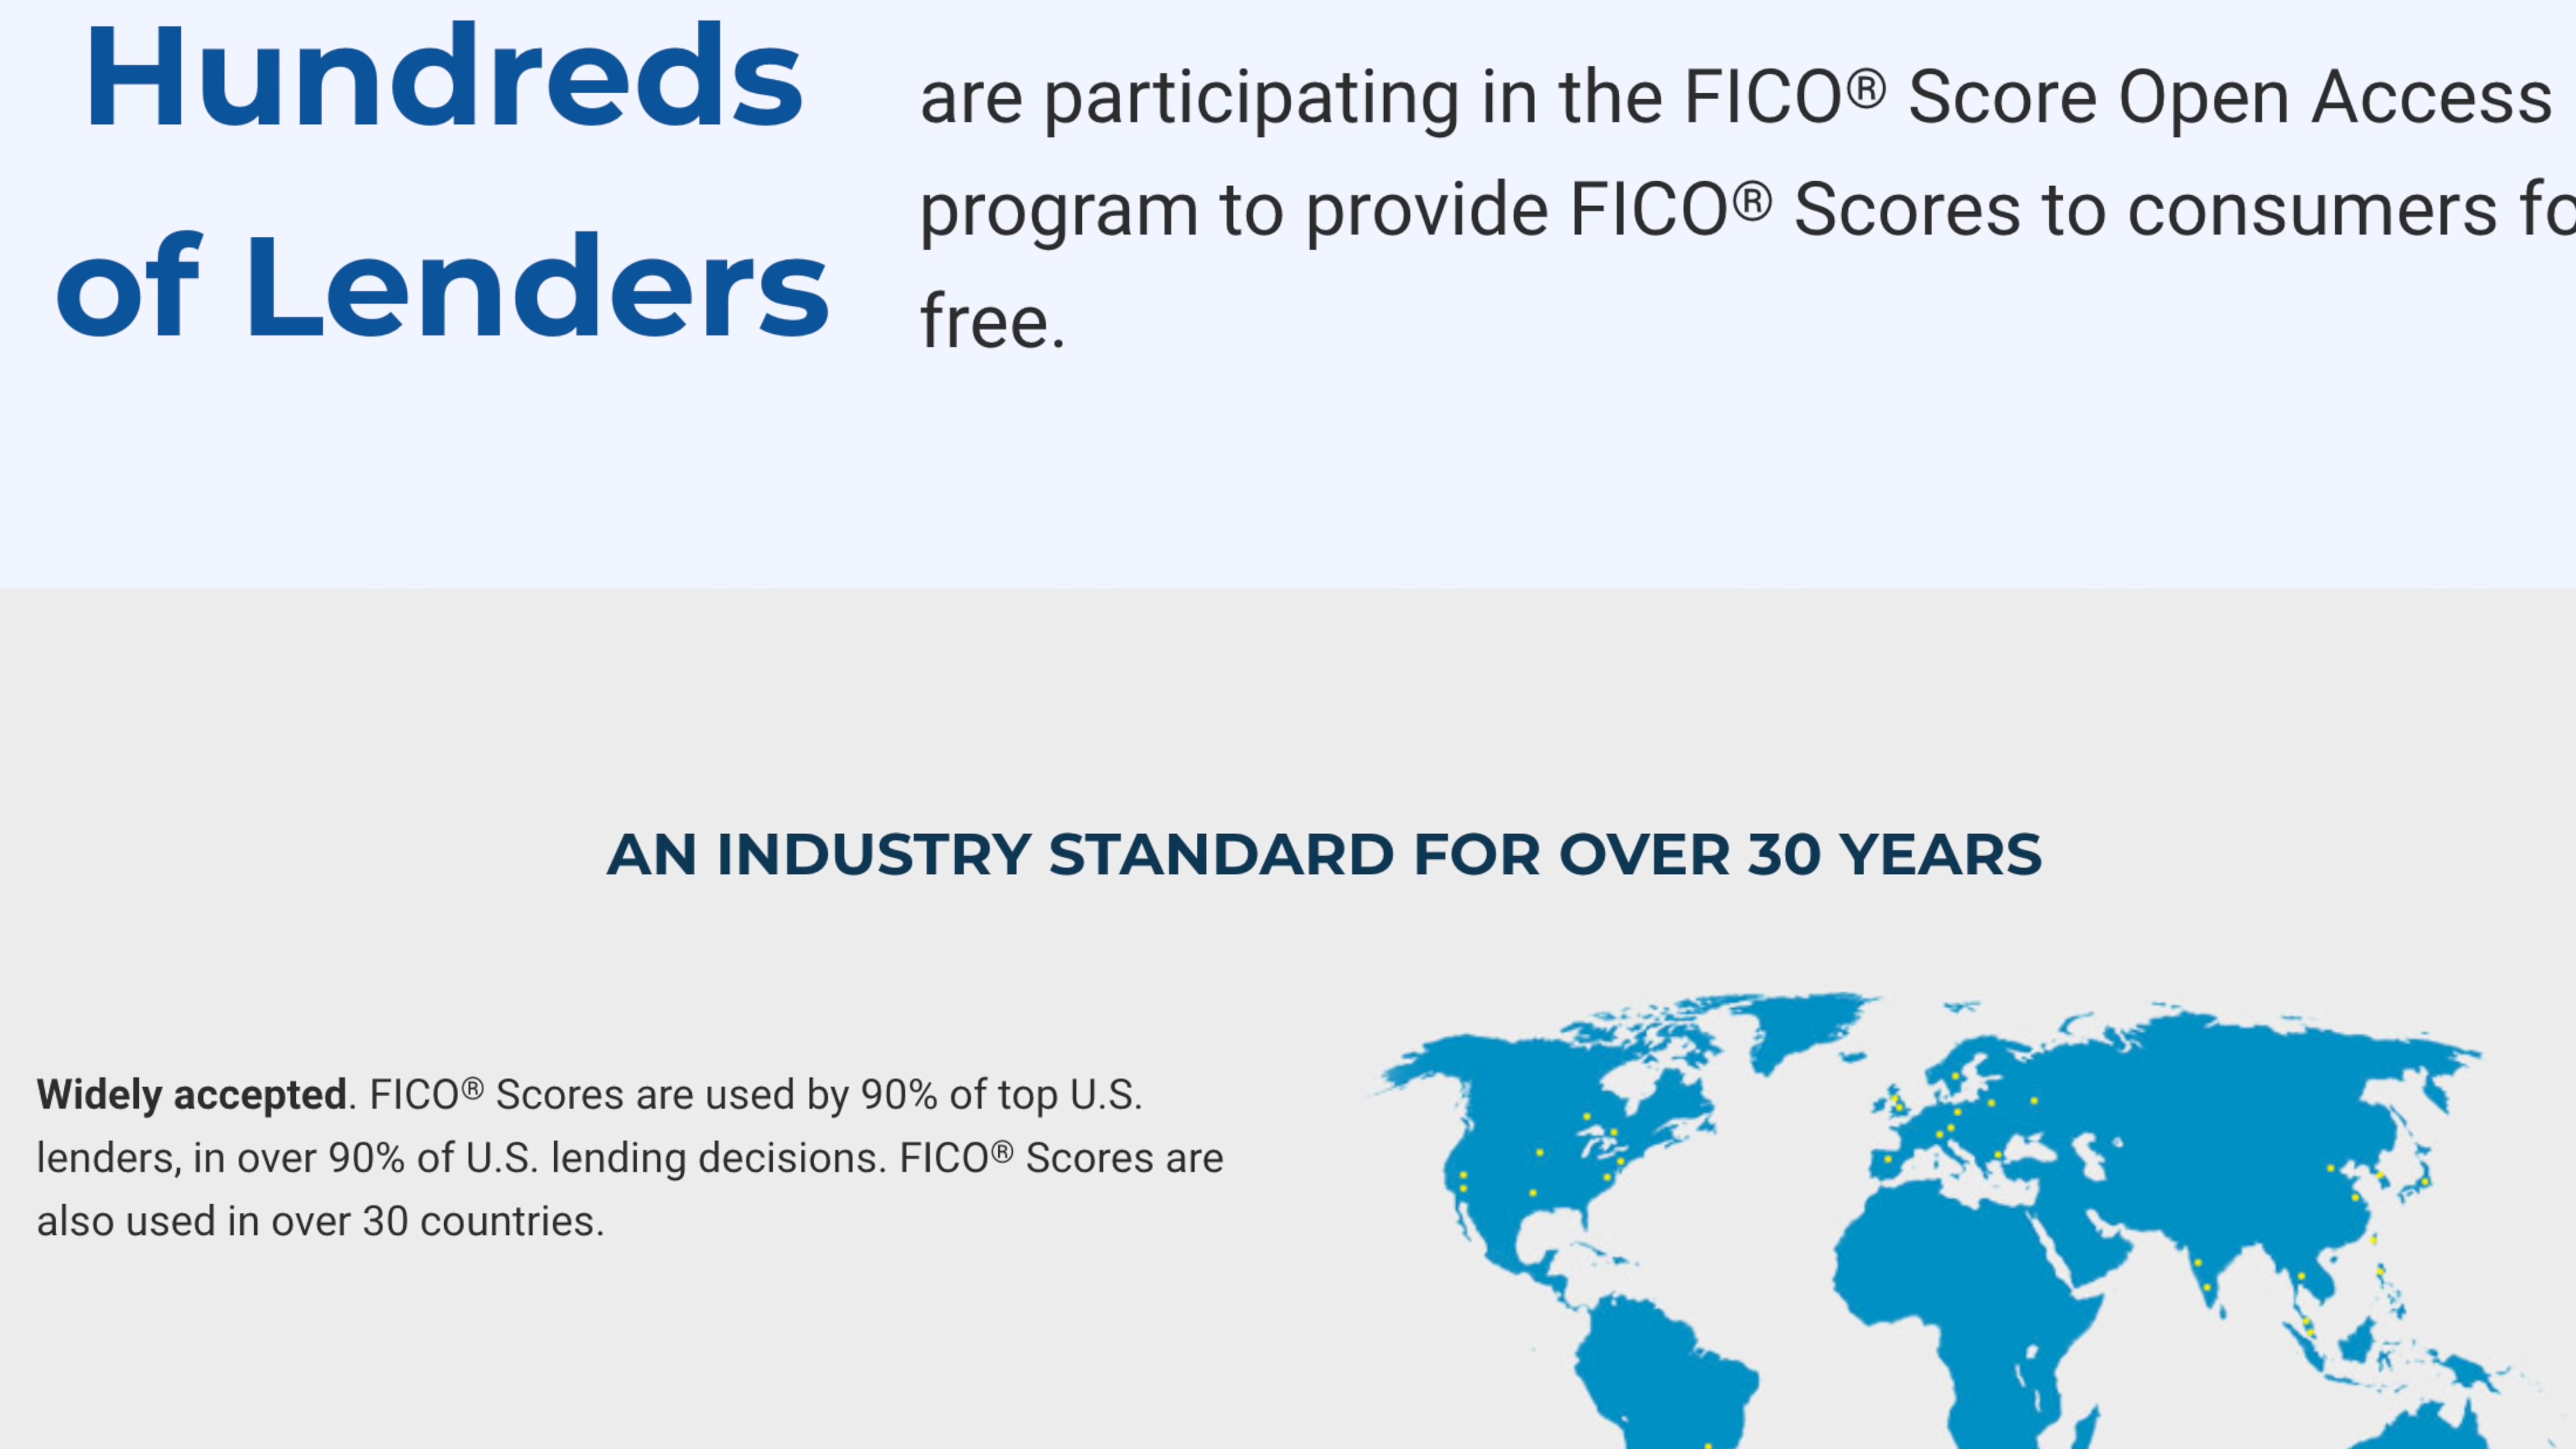 Hundreds
of Lenders
are participating in the FICO® Score Open Access
program to provide FICO® Scores to consumers
free.
AN INDUSTRY STANDARD FOR OVER 30 YEARS
Widely accepted. FICO® Scores are used by 90% of top U.S.
lenders, in over 90% of U.S. lending decisions. FICO® Scores are
also used in over 30 countries.